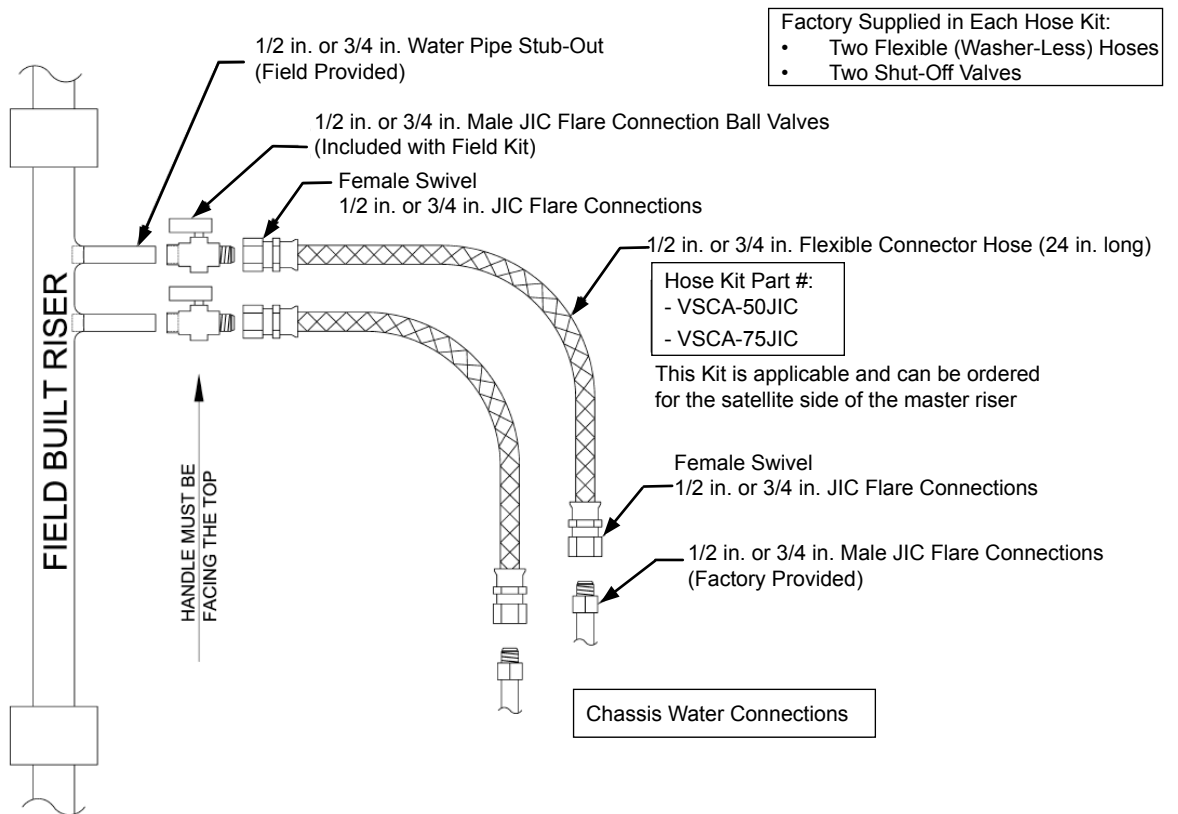 Factory Supplied in Each Hose Kit:
• Two Flexible (Washer-Less) Hoses
• Two Shut-Off Valves
1/2 in. or 3/4 in. Water Pipe Stub-Out
(Field Provided)
1/2 in. or 3/4 in. Male JIC Flare Connection Ball Valves
(Included with Field Kit)
Female Swivel
1/2 in. or 3/4 in. JIC Flare Connections
1/2 in. or 3/4 in. Flexible Connector Hose (24 in. long)
Hose Kit Part #:
- VSCA-50JIC
- VSCA-75JIC
This Kit is applicable and can be ordered
for the satellite side of the master riser
FIELD BUILT RISER
HANDLE MUST BE
FACING THE TOP
Female Swivel
1/2 in. or 3/4 in. JIC Flare Connections
1/2 in. or 3/4 in. Male JIC Flare Connections
(Factory Provided)
Chassis Water Connections